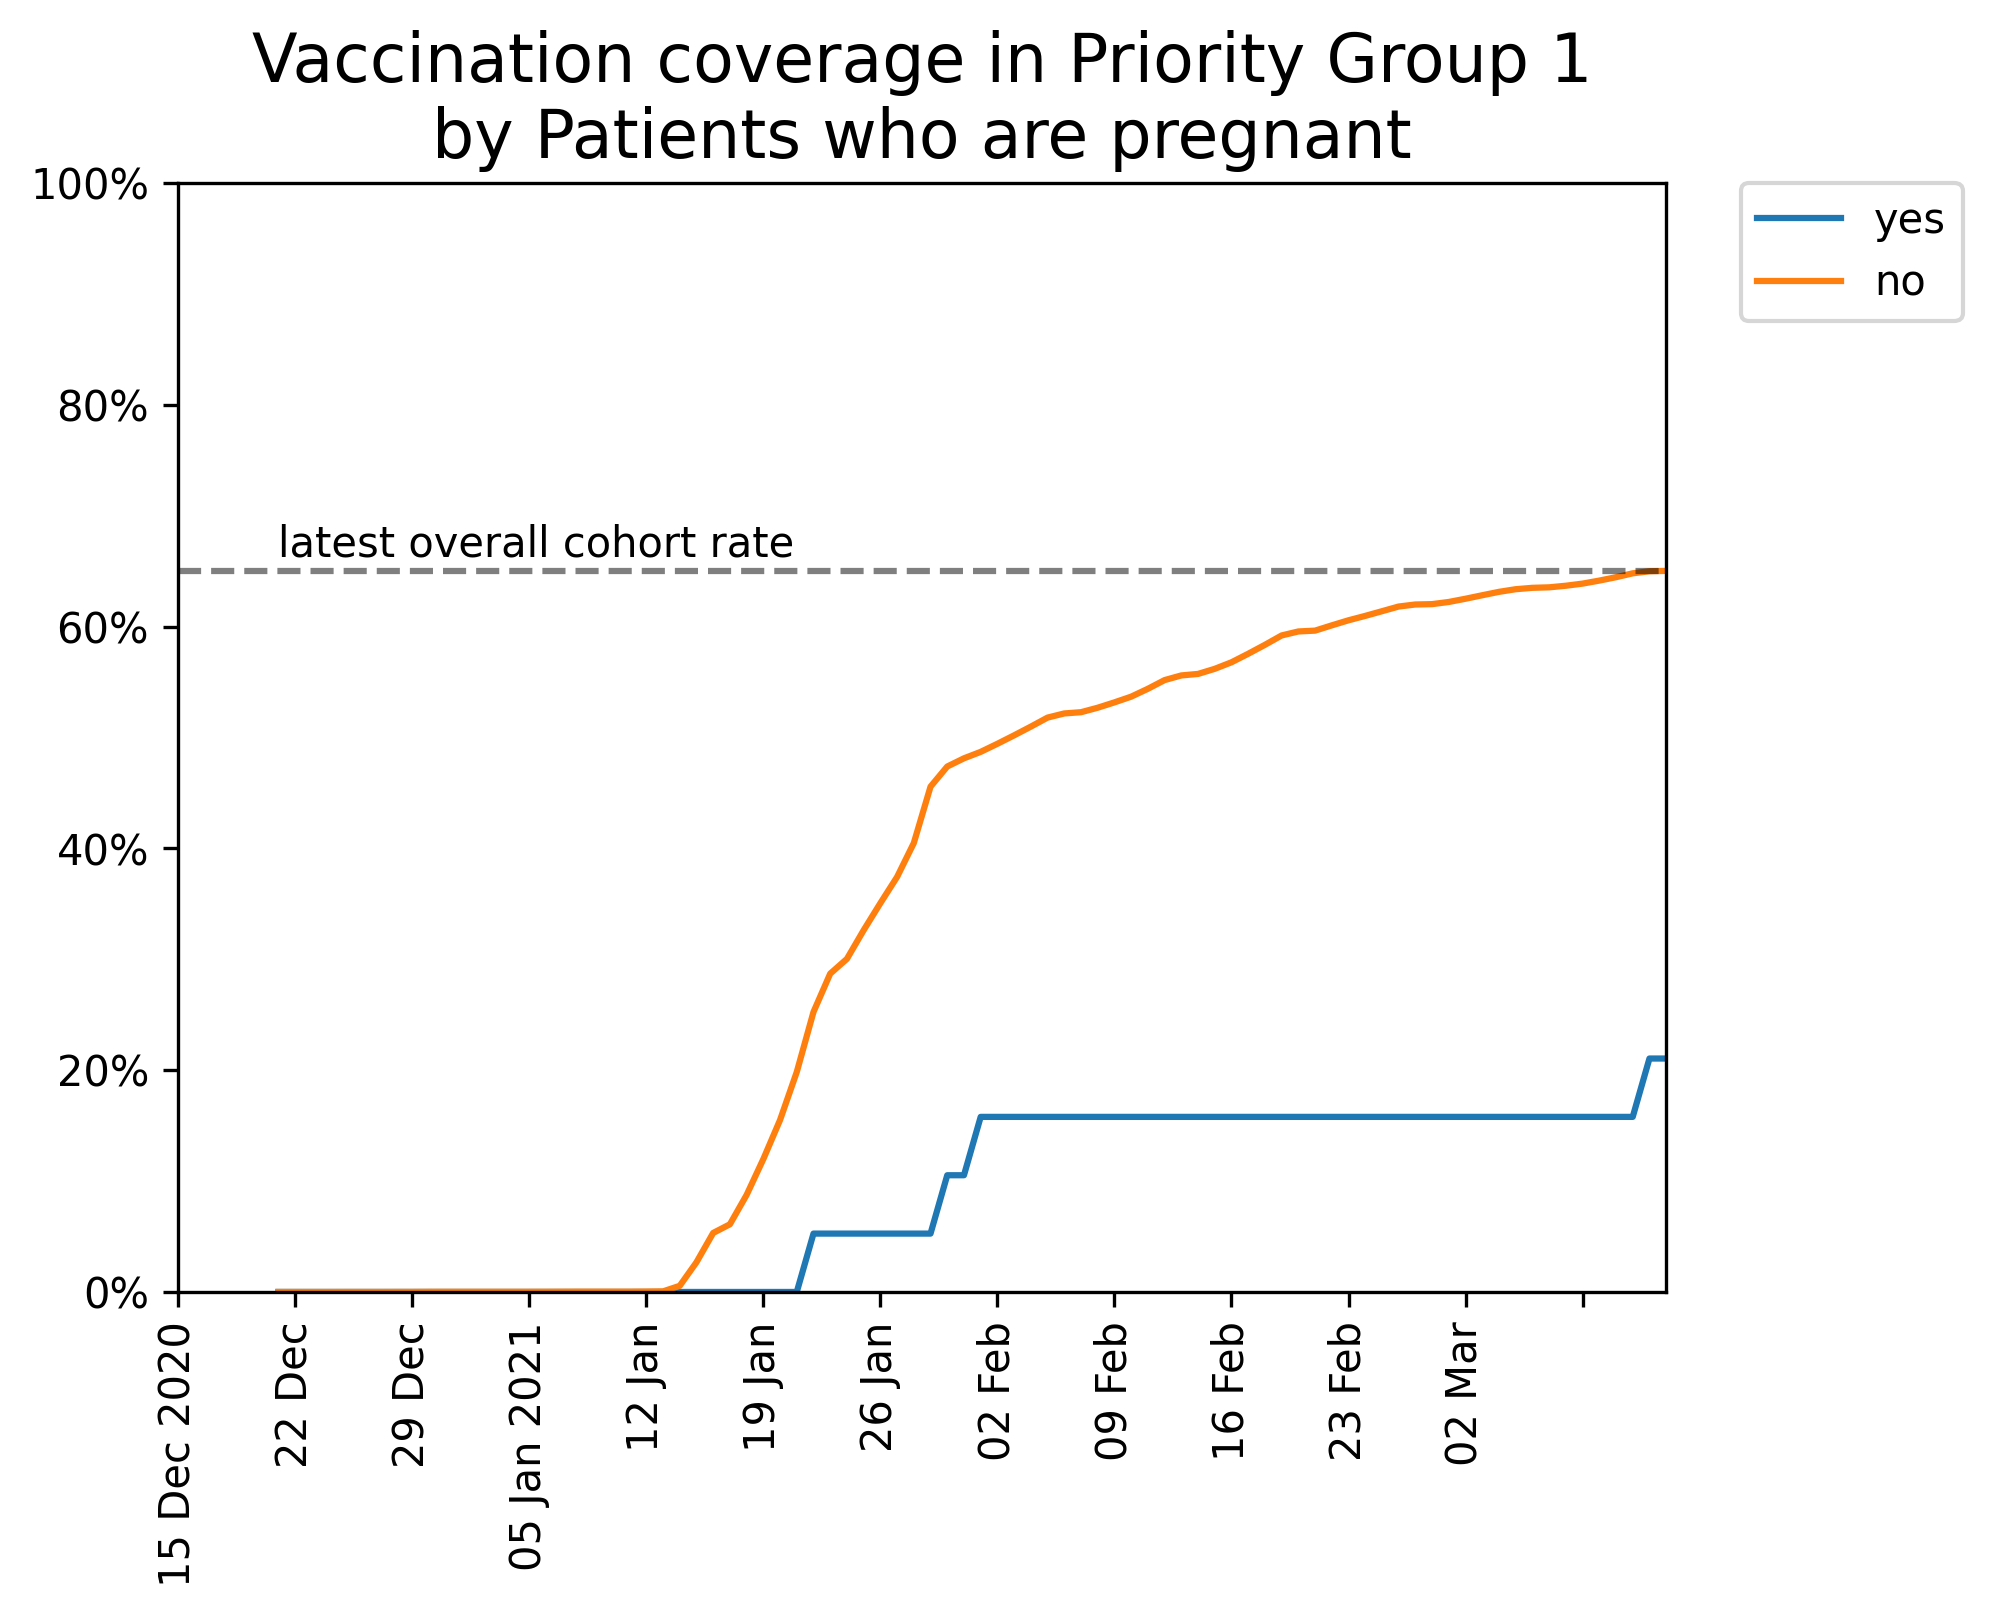 Vaccination coverage in Priority Group 1
by Patients who are pregnant
100%
80%
60%
40%
20%
0%
latest overall cohort rate
yes
no
15 Dec 2020
22 Dec
29 Dec
05 Jan 2021
12 Jan
19 Jan
26 Jan
02 Feb
09 Feb
16 Feb
23 Feb
02 Mar